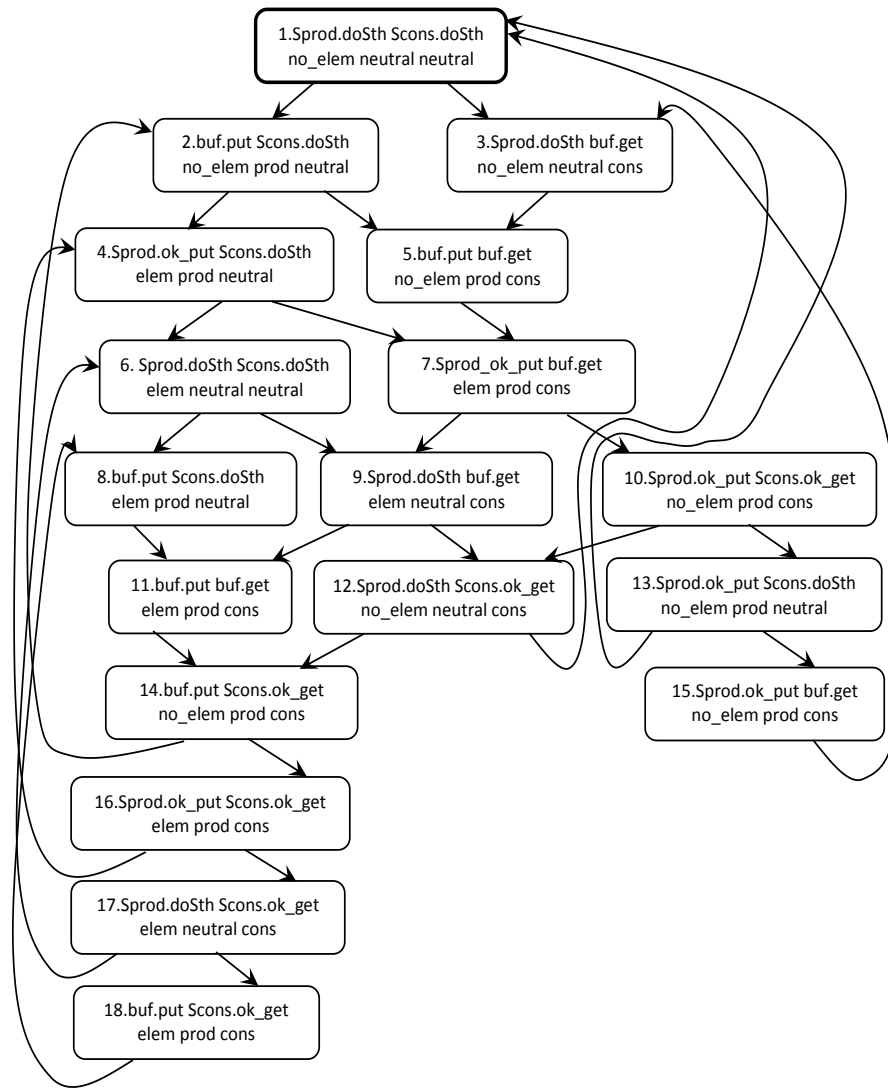 1.Sprod.doSth Scons.doSth
no_elem neutral neutral
2.buf.put Scons.doSth
no_elem prod neutral
3.Sprod.doSth buf.get
no_elem neutral cons
4.Sprod.ok_put Scons.doSth
elem prod neutral
5.buf.put buf.get
no_elem prod cons
6. Sprod.doSth Scons.doSth
elem neutral neutral
7.Sprod_ok_put buf.get
elem prod cons
8.buf.put Scons.doSth
elem prod neutral
9.Sprod.doSth buf.get
elem neutral cons
10.Sprod.ok_put Scons.ok_get
no_elem prod cons
11.buf.put buf.get
elem prod cons
12.Sprod.doSth Scons.ok_get
no_elem neutral cons
13.Sprod.ok_put Scons.doSth
no_elem prod neutral
14.buf.put Scons.ok_get
no_elem prod cons
15.Sprod.ok_put buf.get
no_elem prod cons
16.Sprod.ok_put Scons.ok_get
elem prod cons
17.Sprod.doSth Scons.ok_get
elem neutral cons
18.buf.put Scons.ok_get
elem prod cons